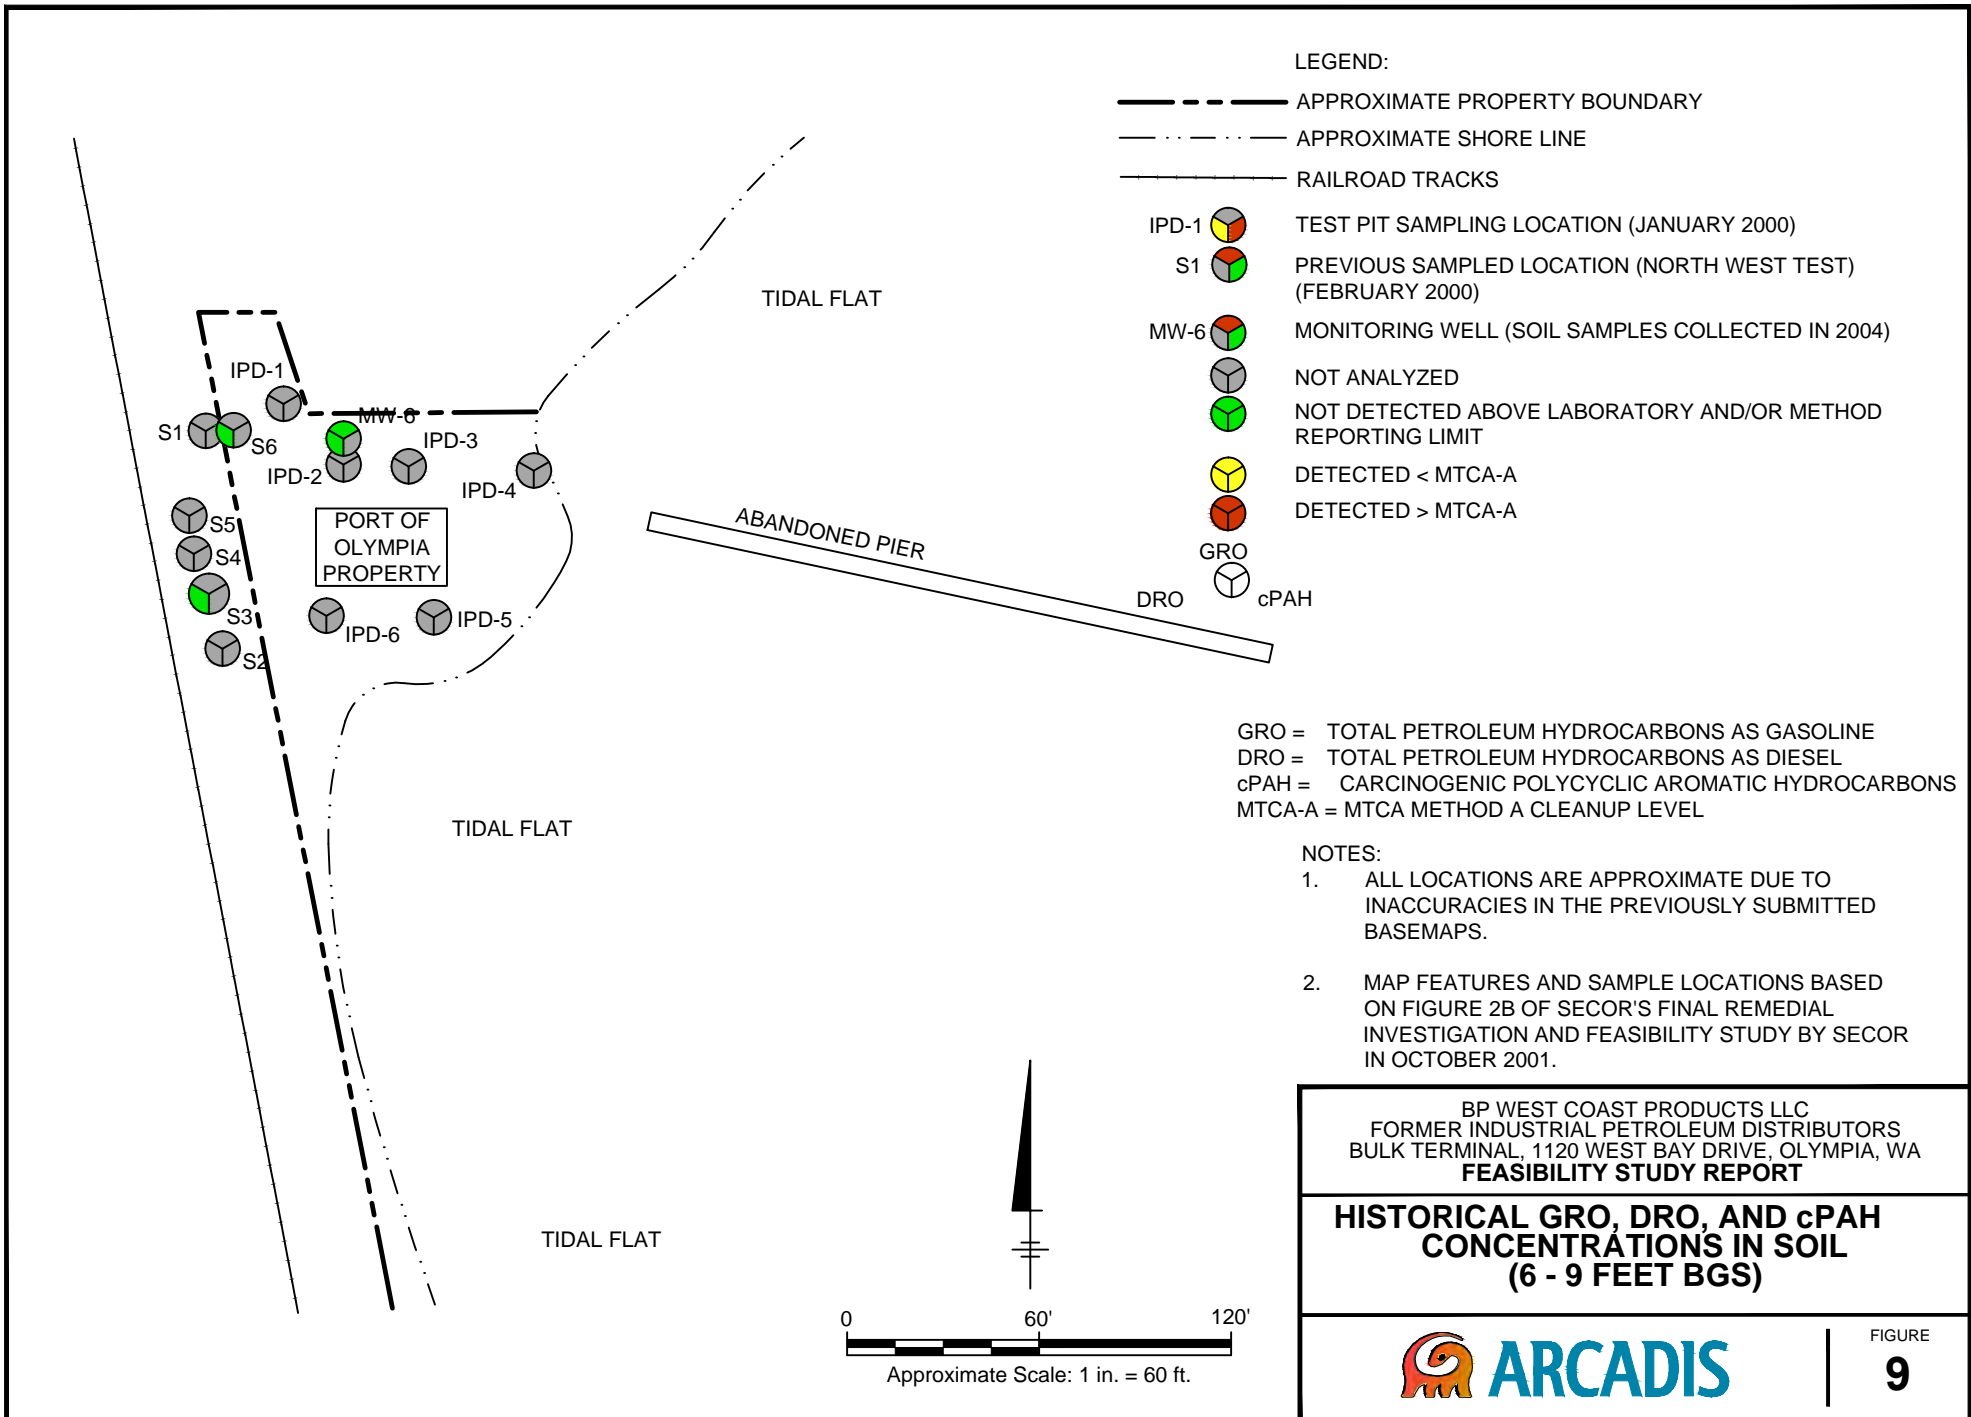 LEGEND:
APPROXIMATE PROPERTY BOUNDARY
APPROXIMATE SHORE LINE
RAILROAD TRACKS
IPD-1 TEST PIT SAMPLING LOCATION (JANUARY 2000)
S1 PREVIOUS SAMPLED LOCATION (NORTH WEST TEST)
(FEBRUARY 2000)
MW-6 MONITORING WELL (SOIL SAMPLES COLLECTED IN 2004)
NOT ANALYZED
NOT DETECTED ABOVE LABORATORY AND/OR METHOD
REPORTING LIMIT
DETECTED < MTCA-A
DETECTED > MTCA-A
GRO
DRO
cPAH
TIDAL FLAT
IPD-1
MW-6
S1
S6
IPD-3
IPD-2
IPD-4
S5
S4
S3
S2
PORT OF
OLYMPIA
PROPERTY
IPD-6
IPD-5
ABANDONED PIER
TIDAL FLAT
TIDAL FLAT
GRO = TOTAL PETROLEUM HYDROCARBONS AS GASOLINE
DRO = TOTAL PETROLEUM HYDROCARBONS AS DIESEL
cPAH = CARCINOGENIC POLYCYCLIC AROMATIC HYDROCARBONS
MTCA-A = MTCA METHOD A CLEANUP LEVEL
NOTES:
1. ALL LOCATIONS ARE APPROXIMATE DUE TO
INACCURACIES IN THE PREVIOUSLY SUBMITTED
BASEMAPS.
2. MAP FEATURES AND SAMPLE LOCATIONS BASED
ON FIGURE 2B OF SECOR'S FINAL REMEDIAL
INVESTIGATION AND FEASIBILITY STUDY BY SECOR
IN OCTOBER 2001.
0 60' 120'
Approximate Scale: 1 in. = 60 ft.
BP WEST COAST PRODUCTS LLC
FORMER INDUSTRIAL PETROLEUM DISTRIBUTORS
BULK TERMINAL, 1120 WEST BAY DRIVE, OLYMPIA, WA
FEASIBILITY STUDY REPORT
HISTORICAL GRO, DRO, AND cPAH
CONCENTRATIONS IN SOIL
(6 - 9 FEET BGS)
ARCADIS
FIGURE
9